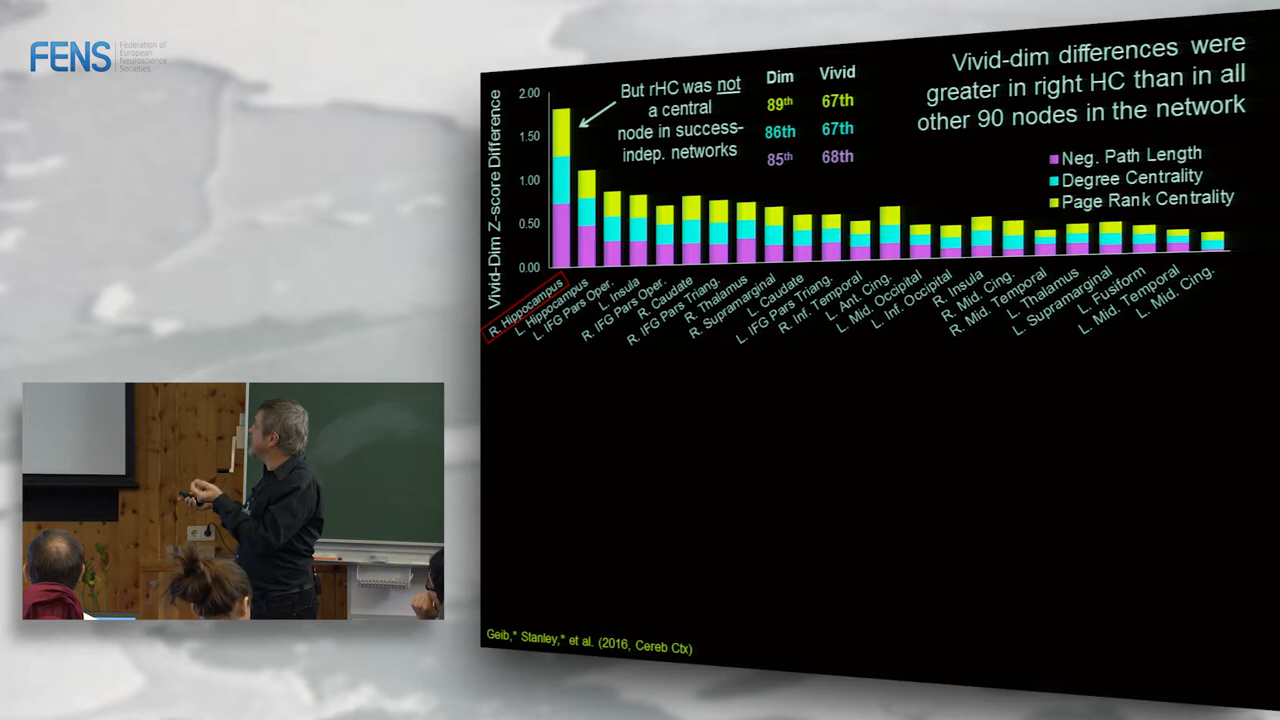 FENS
Federation of
European
Neuroscience
Societies
Vivid-dim differences were
greater in right HC than in all
other 90 nodes in the network
But rHC was not
a central
node in success-
indep. networks
Dim Vivid
89th 67th
86th 67th
85th 68th
Neg. Path Length
Degree Centrality
Page Rank Centrality
Vivid-Dim Z-score Difference
2.00
1.50
1.00
0.50
0.00
R. Hippocampus
L. Hippocampus
L. IFG Pars Oper.
L. Insula
R. IFG Pars Oper.
R. Caudate
R. IFG Pars Triang.
R. Thalamus
R. Supramarginal
L. Caudate
L. IFG Pars Triang.
R. Inf. Temporal
L. Ant. Cing.
L. Mid. Occipital
L. Inf. Occipital
R. Insula
R. Mid. Cing.
R. Mid. Temporal
L. Thalamus
L. Supramarginal
L. Fusiform
L. Mid. Temporal
L. Mid. Cing.
Geib,* Stanley,* et al. (2016, Cereb Ctx)